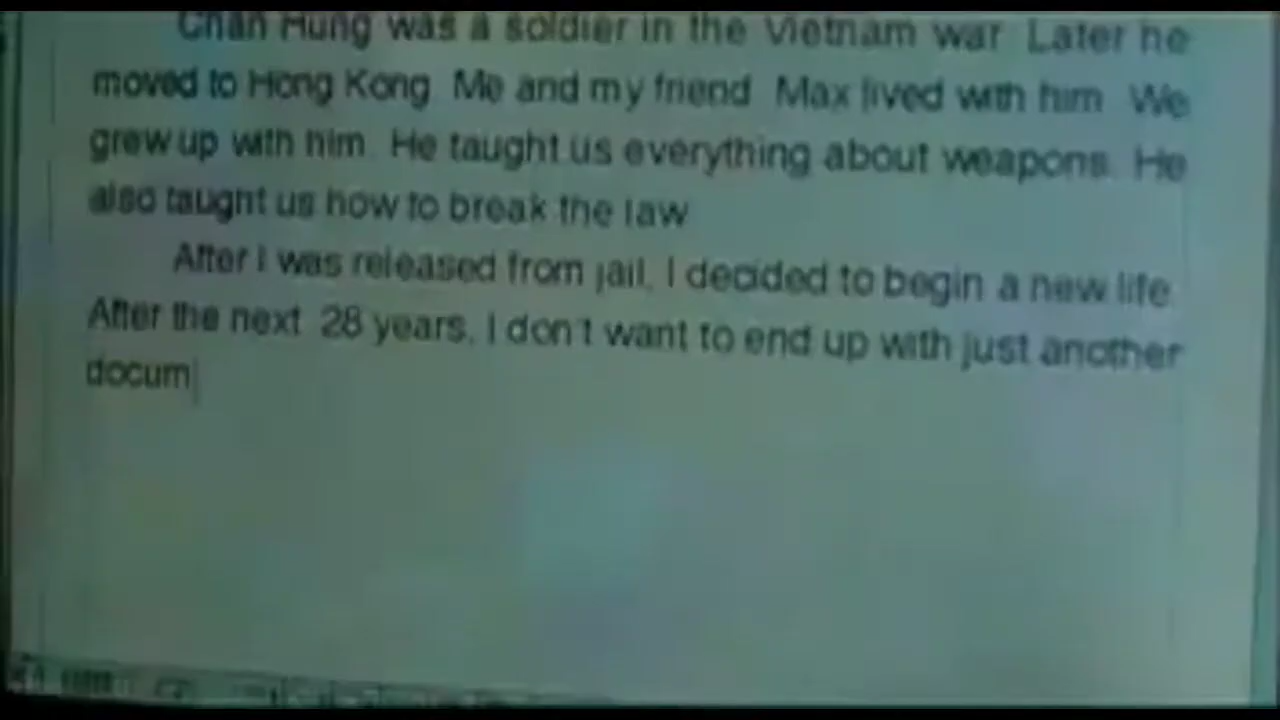 Chan Hung was a soldier in the Vietnam war. Later he
moved to Hong Kong. Me and my friend Max lived with him. We
grew up with him. He taught us everything about weapons. He
also taught us how to break the law
After I was released from jail, I decided to begin a new life.
After the next 28 years, I don't want to end up with just another
docum